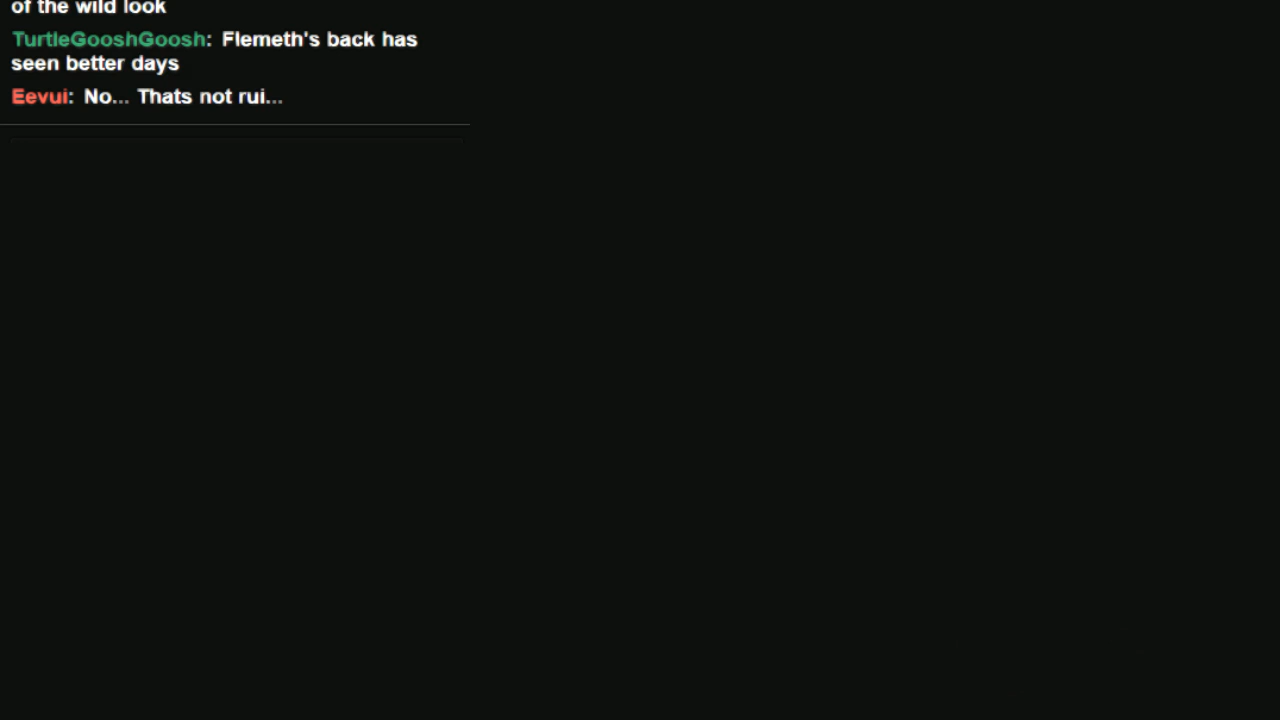 of the wild look
TurtleGooshGoosh: Flemeth's back has
seen better days
Eevui: No... Thats not rui...